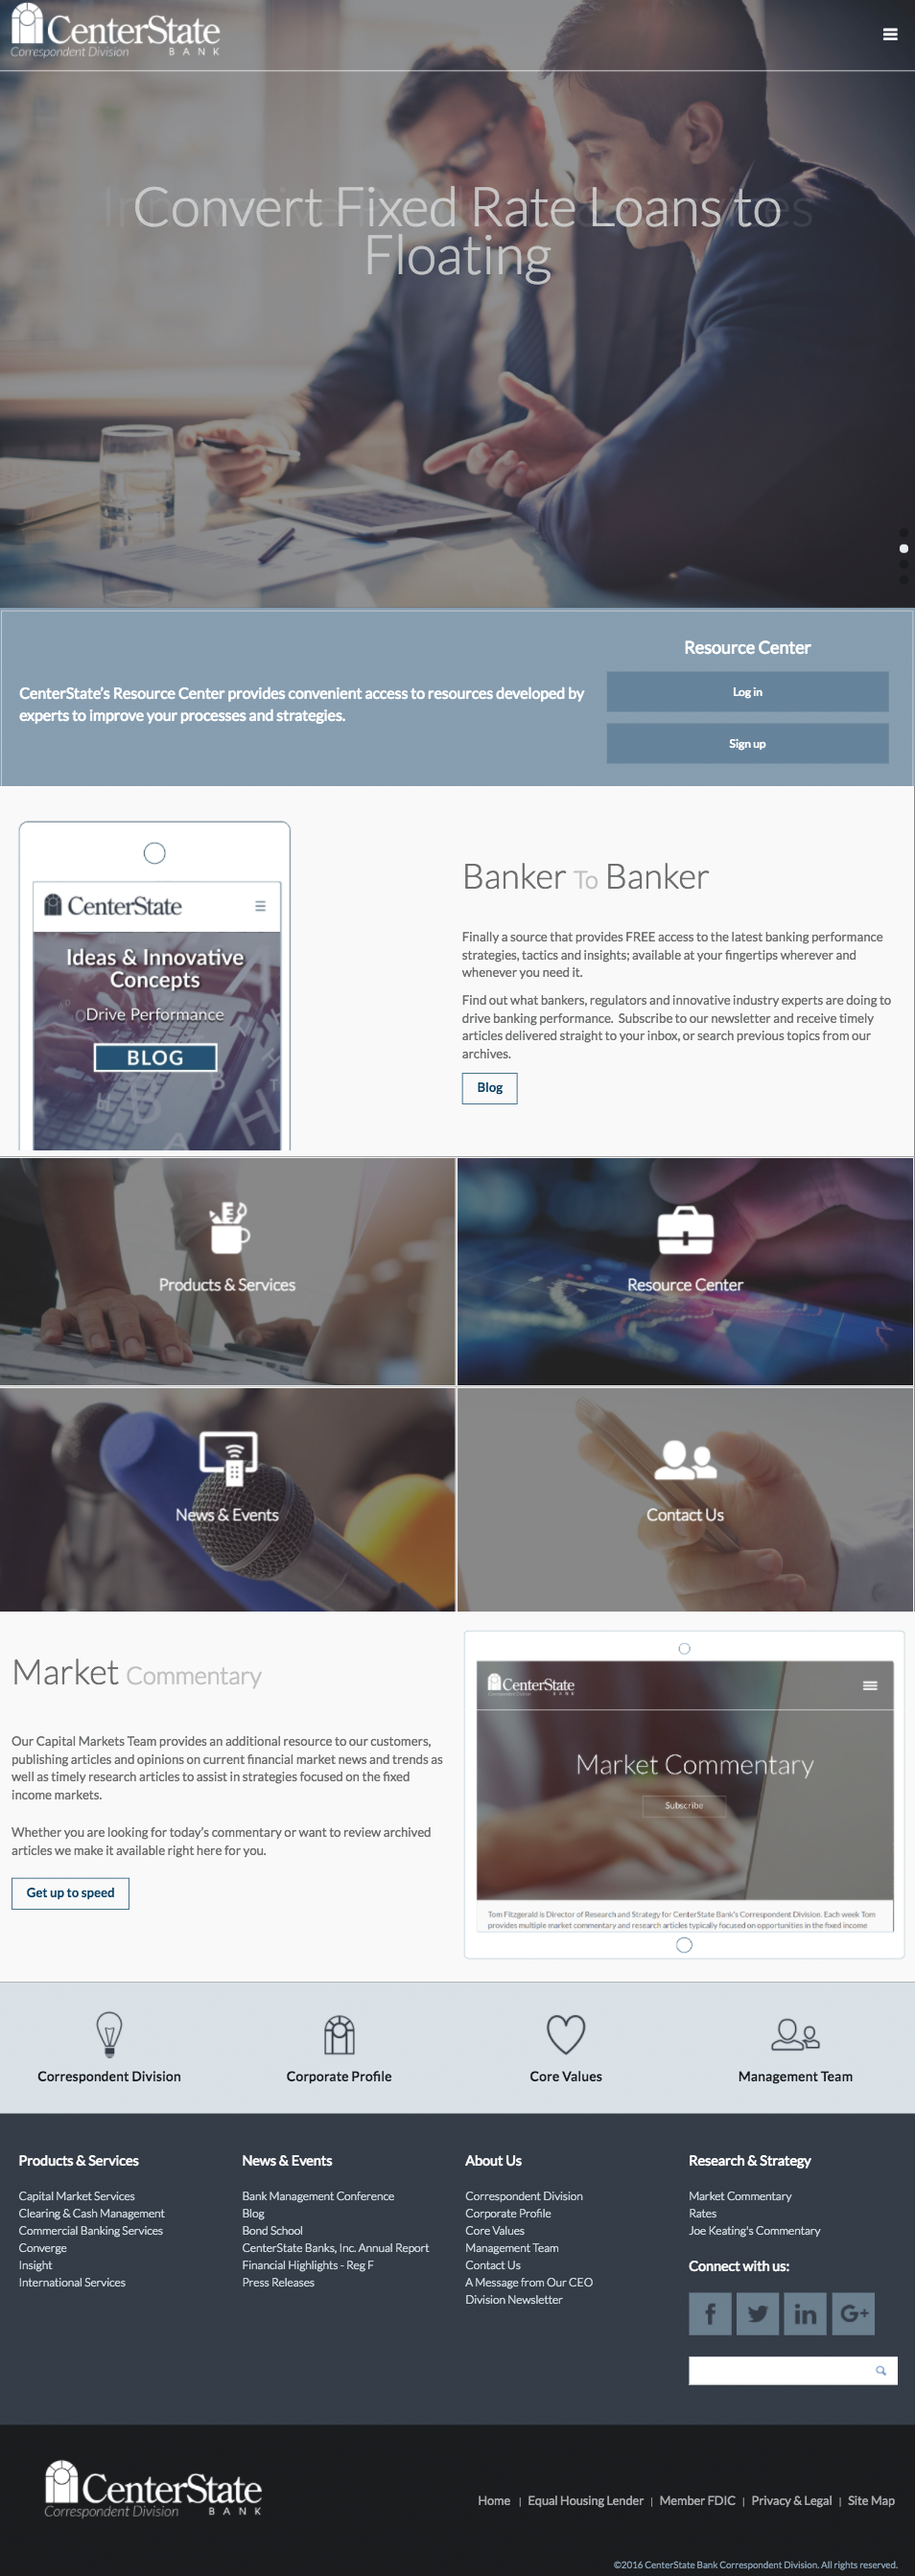 CenterState
Correspondent Division BANK
Convert Fixed Rate Loans to
Floating
CenterState's Resource Center provides convenient access to resources developed by
experts to improve your processes and strategies.
Resource Center
Log in
Sign up
CenterState
Ideas & Innovative
Concepts
Drive Performance
BLOG
Banker To Banker
Finally a source that provides FREE access to the latest banking performance
strategies, tactics and insights; available at your fingertips wherever and
whenever you need it.
Find out what bankers, regulators and innovative industry experts are doing to
drive banking performance. Subscribe to our newsletter and receive timely
articles delivered straight to your inbox, or search previous topics from our
archives.
Blog
Products & Services
Resource Center
News & Events
Contact Us
Market Commentary
Our Capital Markets Team provides an additional resource to our customers,
publishing articles and opinions on current financial market news and trends as
well as timely research articles to assist in strategies focused on the fixed
income markets.
Whether you are looking for today's commentary or want to review archived
articles we make it available right here for you.
Get up to speed
CenterState
Market Commentary
Subscribe
Tom Fitzgerald is Director of Research and Strategy for CenterState Bank's Correspondent Division. Each week Tom
provides multiple market commentary and research articles typically focused on opportunities in the fixed income
Correspondent Division
Corporate Profile
Core Values
Management Team
Products & Services
Capital Market Services
Clearing & Cash Management
Commercial Banking Services
Converge
Insight
International Services
News & Events
Bank Management Conference
Blog
Bond School
CenterState Banks, Inc. Annual Report
Financial Highlights - Reg F
Press Releases
About Us
Correspondent Division
Corporate Profile
Core Values
Management Team
Contact Us
A Message from Our CEO
Division Newsletter
Research & Strategy
Market Commentary
Rates
Joe Keating's Commentary
Connect with us:
CenterState
Correspondent Division BANK
Home | Equal Housing Lender | Member FDIC | Privacy & Legal | Site Map
©2016 CenterState Bank Correspondent Division. All rights reserved.